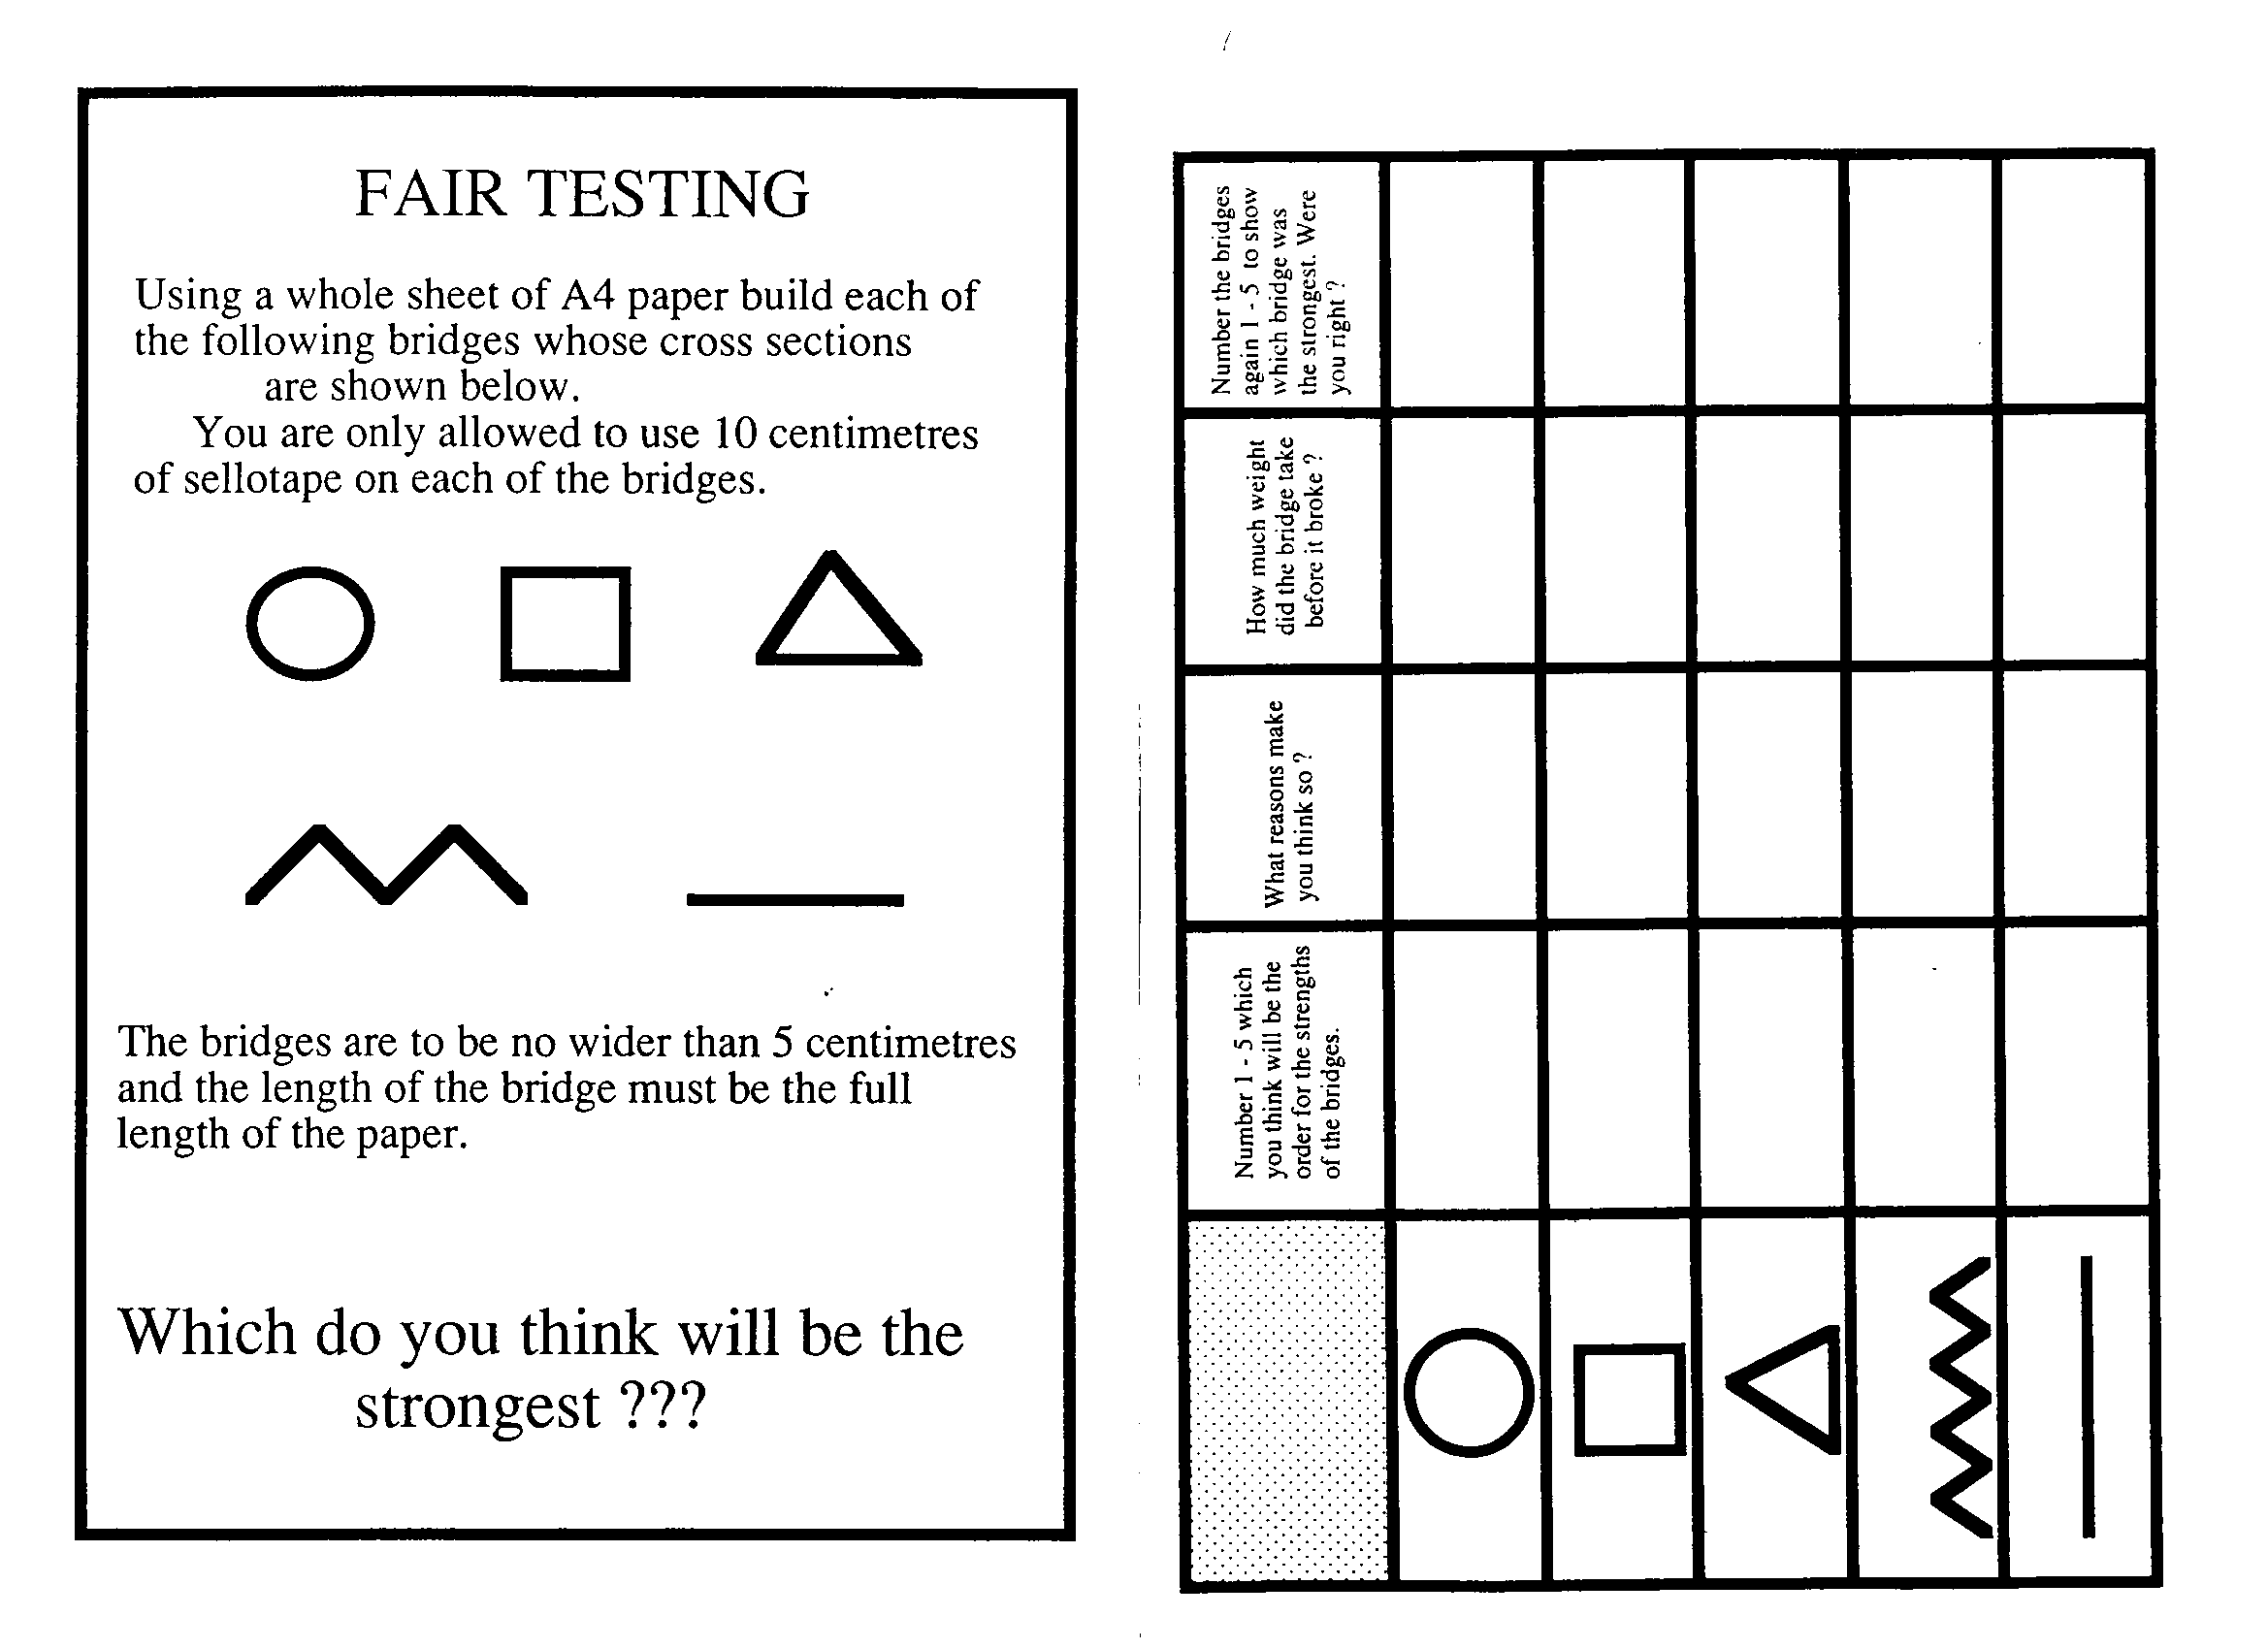 FAIR TESTING
Using a whole sheet of A4 paper build each of
the following bridges whose cross sections
are shown below.
You are only allowed to use 10 centimetres
of sellotape on each of the bridges.
The bridges are to be no wider than 5 centimetres
and the length of the bridge must be the full
length of the paper.
Which do you think will be the
strongest ???
Number 1 - 5 which
you think will be the
order for the strengths
of the bridges.
What reasons make
you think so ?
How much weight
did the bridge take
before it broke ?
Number the bridges
again 1 - 5 to show
which bridge was
the strongest. Were
you right ?